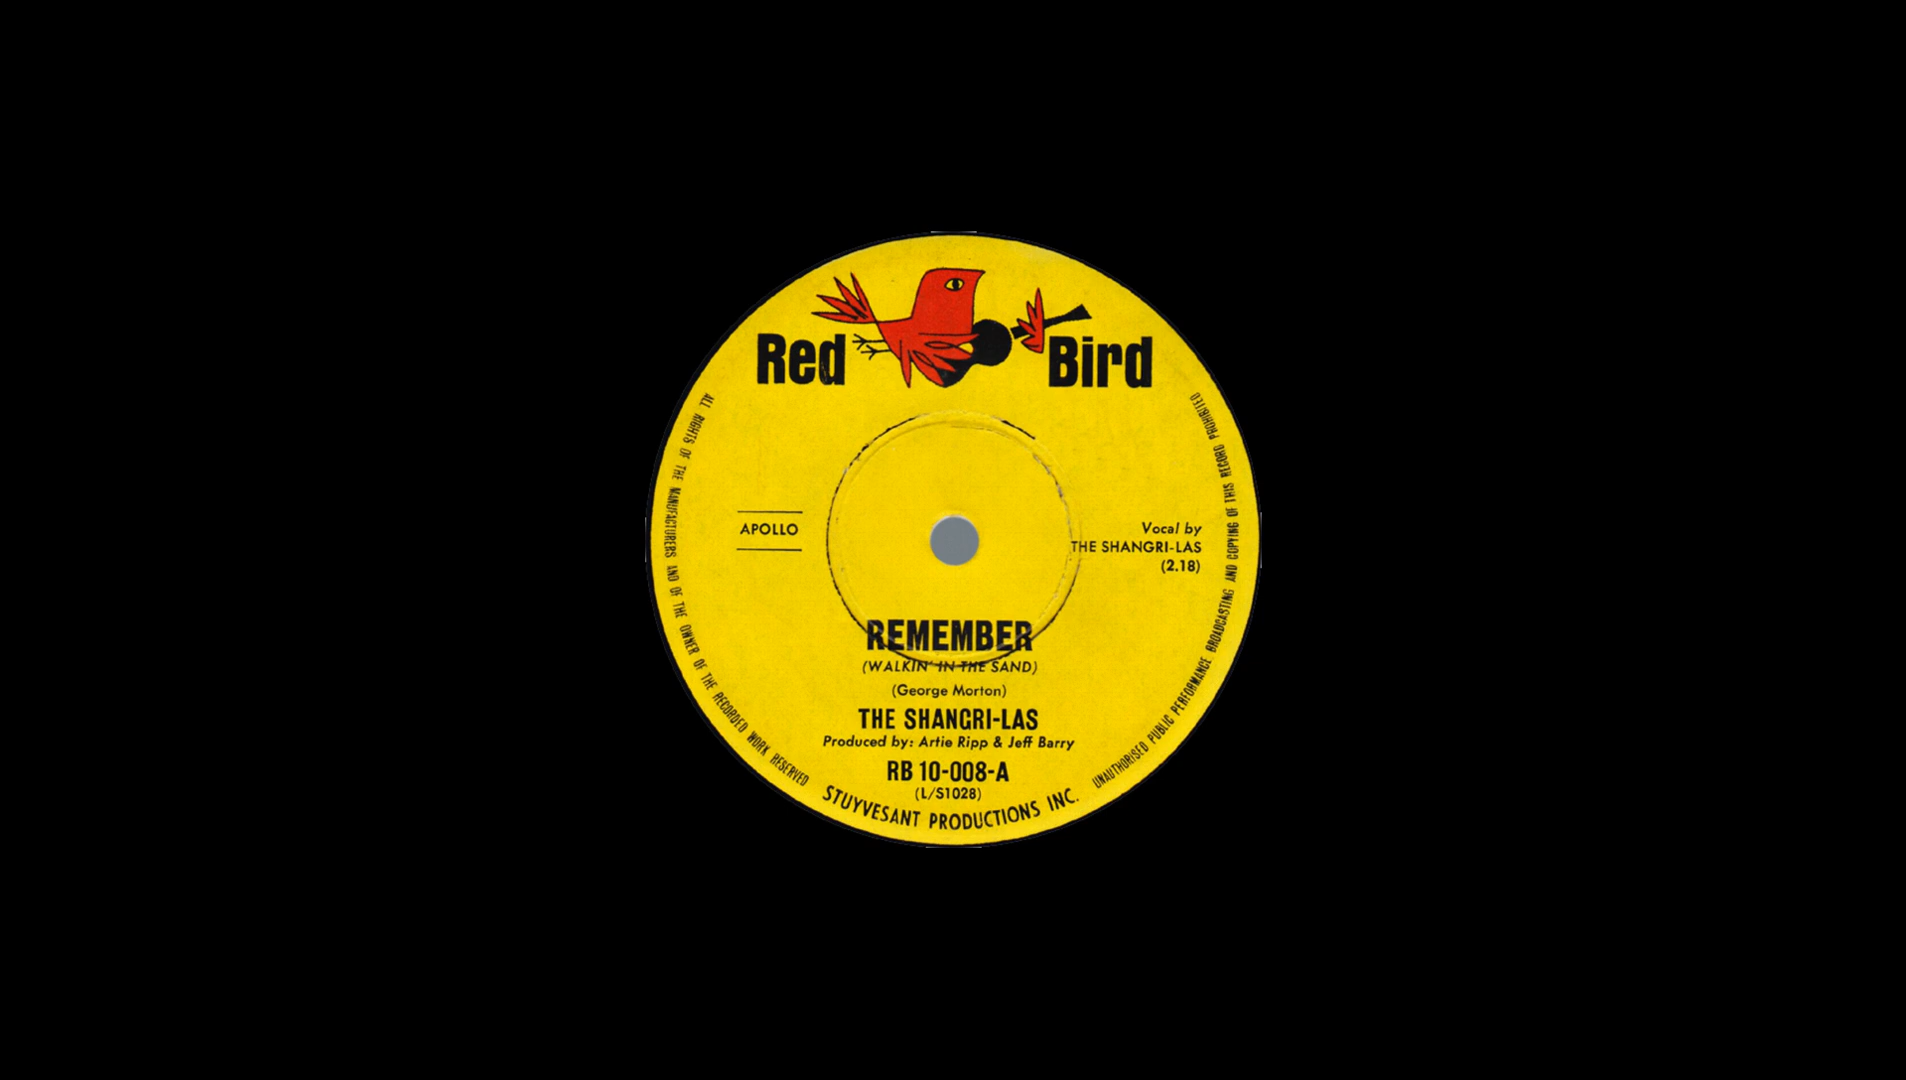 Red Bird
ALL RIGHTS OF THE MANUFACTURERS AND OF THE OWNER OF THE RECORDED WORK RESERVED
UNAUTHORISED PUBLIC PERFORMANCE BROADCASTING AND COPYING OF THIS RECORD PROHIBITED
APOLLO
Vocal by
THE SHANGRI-LAS
(2.18)
REMEMBER
(WALKIN' IN THE SAND)
(George Morton)
THE SHANGRI-LAS
Produced by: Artie Ripp & Jeff Barry
RB 10-008-A
(L/S1028)
STUYVESANT PRODUCTIONS INC.